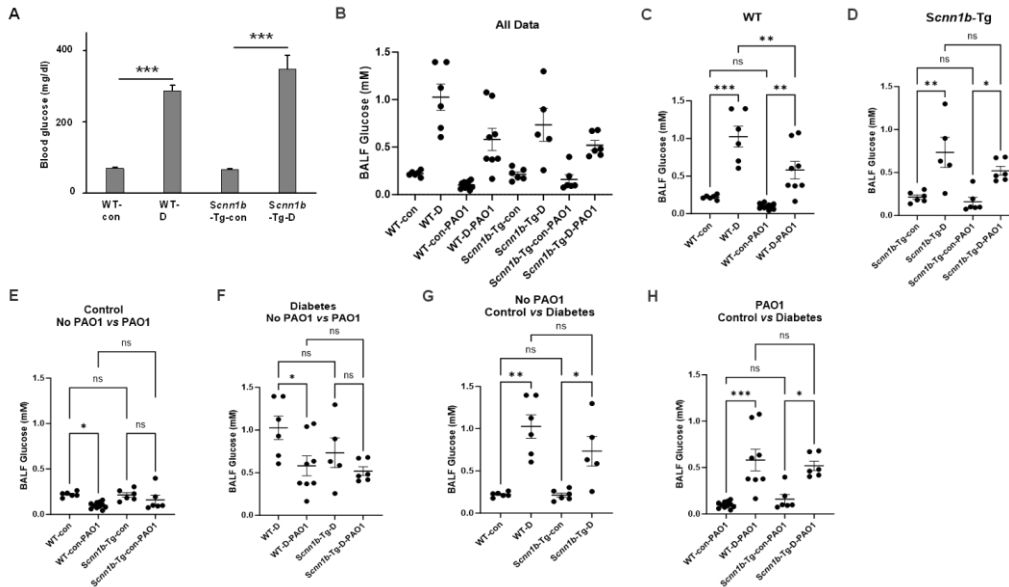 A
Blood glucose (mg/dl)
400
200
0
***
***
WT-
con
WT-
D
Scnn1b
-Tg-con
Scnn1b
-Tg-D
B
All Data
BALF Glucose (mM)
1.5
1.0
0.5
0.0
WT-con
WT-D
WT-con-PAO1
WT-D-PAO1
Scnn1b-Tg-con
Scnn1b-Tg-D
Scnn1b-Tg-con-PAO1
Scnn1b-Tg-D-PAO1
C
WT
**
ns
***
**
BALF Glucose (mM)
1.5
1.0
0.5
0.0
WT-con
WT-D
WT-con-PAO1
WT-D-PAO1
D
Scnn1b-Tg
ns
ns
**
*
BALF Glucose (mM)
1.5
1.0
0.5
0.0
Scnn1b-Tg-con
Scnn1b-Tg-D
Scnn1b-Tg-con-PAO1
Scnn1b-Tg-D-PAO1
E
Control
No PAO1 vs PAO1
ns
ns
*
ns
BALF Glucose (mM)
1.5
1.0
0.5
0.0
WT-con
WT-con-PAO1
Scnn1b-Tg-con
Scnn1b-Tg-con-PAO1
F
Diabetes
No PAO1 vs PAO1
ns
ns
*
ns
BALF Glucose (mM)
1.5
1.0
0.5
0.0
WT-D
WT-D-PAO1
Scnn1b-Tg-D
Scnn1b-Tg-D-PAO1
G
No PAO1
Control vs Diabetes
ns
ns
**
*
BALF Glucose (mM)
1.5
1.0
0.5
0.0
WT-con
WT-D
Scnn1b-Tg-con
Scnn1b-Tg-D
H
PAO1
Control vs Diabetes
ns
ns
***
*
BALF Glucose (mM)
1.5
1.0
0.5
0.0
WT-con-PAO1
WT-D-PAO1
Scnn1b-Tg-con-PAO1
Scnn1b-Tg-D-PAO1